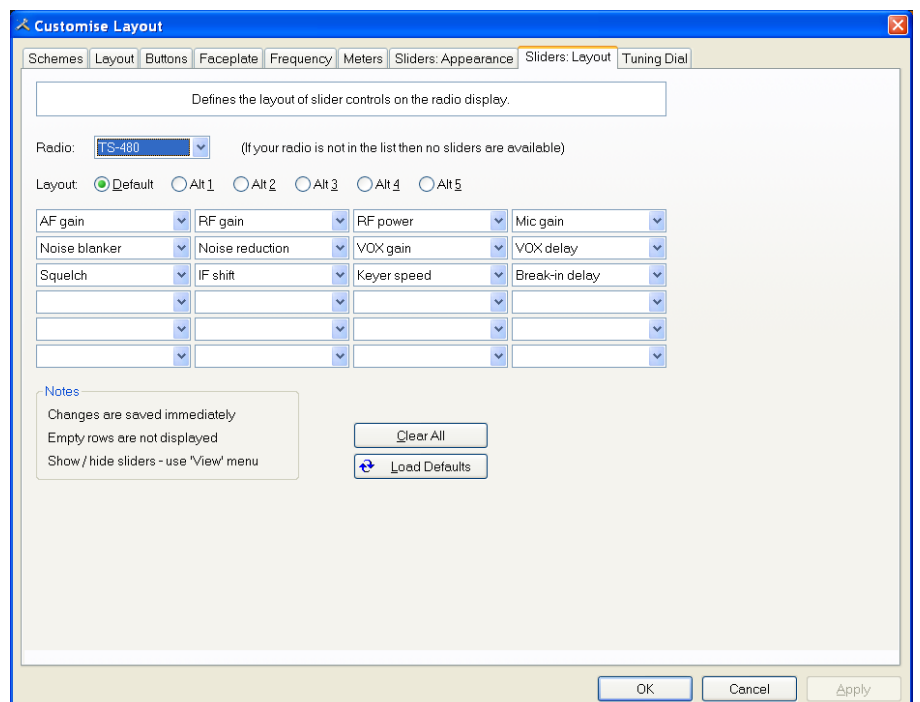 Customise Layout
Schemes Layout Buttons Faceplate Frequency Meters Sliders: Appearance Sliders: Layout Tuning Dial
Defines the layout of slider controls on the radio display.
Radio: TS-480 (If your radio is not in the list then no sliders are available)
Layout: Default Alt 1 Alt 2 Alt 3 Alt 4 Alt 5
AF gain RF gain RF power Mic gain
Noise blanker Noise reduction VOX gain VOX delay
Squelch IF shift Keyer speed Break-in delay
Notes
Changes are saved immediately
Empty rows are not displayed
Show / hide sliders - use 'View' menu
Clear All
Load Defaults
OK Cancel Apply